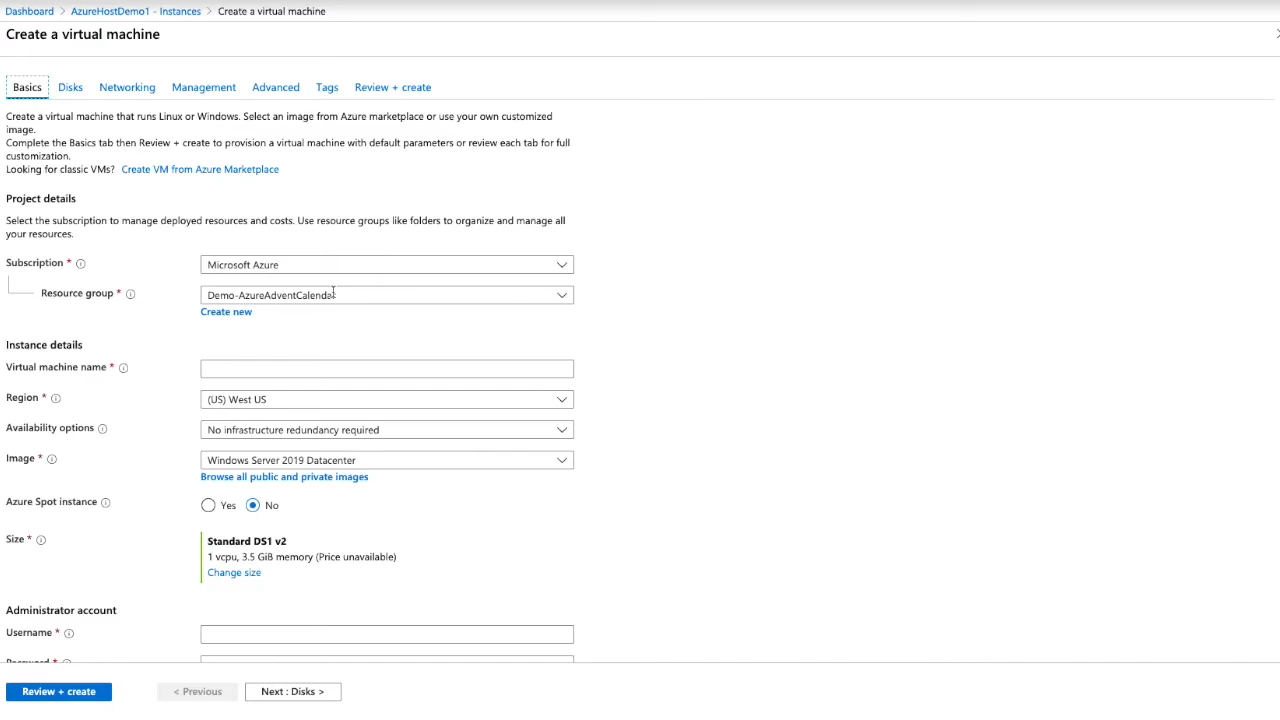 Dashboard > AzureHostDemo1 - Instances > Create a virtual machine
Create a virtual machine
Basics Disks Networking Management Advanced Tags Review + create
Create a virtual machine that runs Linux or Windows. Select an image from Azure marketplace or use your own customized
image.
Complete the Basics tab then Review + create to provision a virtual machine with default parameters or review each tab for full
customization.
Looking for classic VMs? Create VM from Azure Marketplace
Project details
Select the subscription to manage deployed resources and costs. Use resource groups like folders to organize and manage all
your resources.
Subscription * Microsoft Azure
Resource group * Demo-AzureAdventCalendar
Create new
Instance details
Virtual machine name *
Region * (US) West US
Availability options No infrastructure redundancy required
Image * Windows Server 2019 Datacenter
Browse all public and private images
Azure Spot instance Yes No
Size * Standard DS1 v2
1 vcpu, 3.5 GiB memory (Price unavailable)
Change size
Administrator account
Username *
Password *
Review + create < Previous Next : Disks >